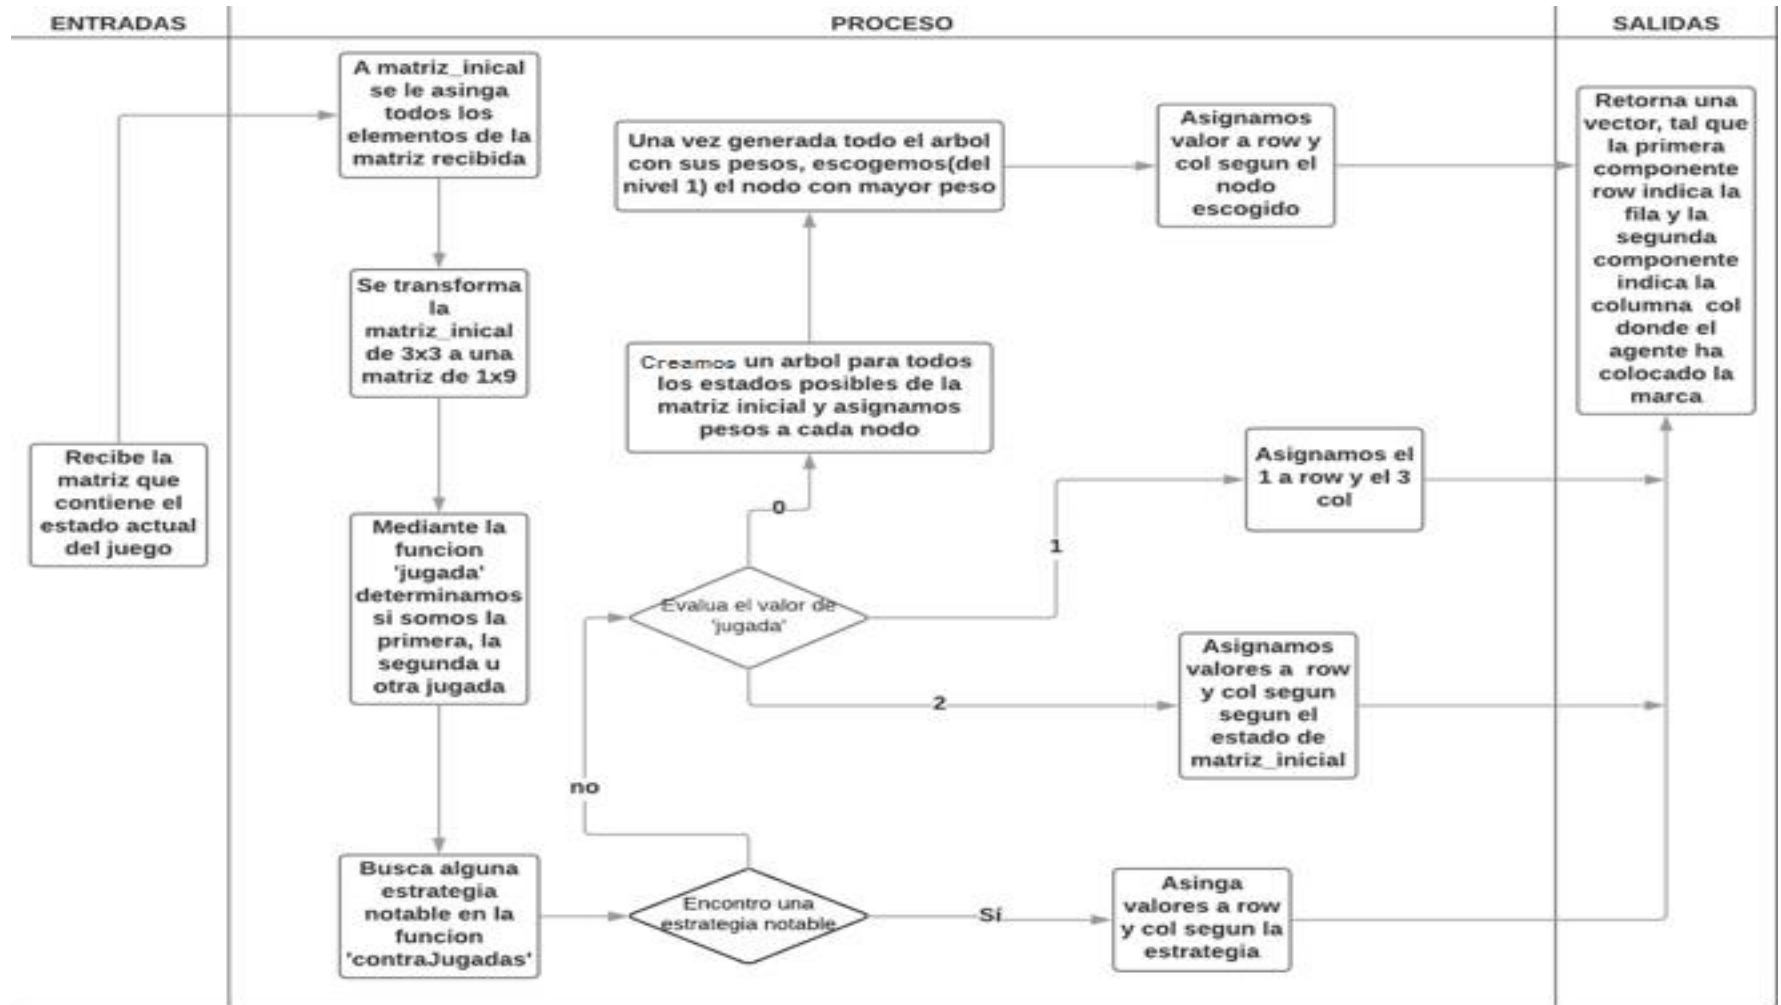 ENTRADAS
PROCESO
SALIDAS
Recibe la
matriz que
contiene el
estado actual
del juego
A matriz_inical
se le asinga
todos los
elementos de la
matriz recibida
Se transforma
la
matriz_inical
de 3x3 a una
matriz de 1x9
Mediante la
funcion
'jugada'
determinamos
si somos la
primera, la
segunda u
otra jugada
Busca alguna
estrategia
notable en la
funcion
'contraJugadas'
Encontro una
estrategia notable
no
Sí
Asinga
valores a row
y col segun la
estrategia
Evalua el valor de
'jugada'
0
1
2
Creamos un arbol para todos
los estados posibles de la
matriz inicial y asignamos
pesos a cada nodo
Una vez generada todo el arbol
con sus pesos, escogemos(del
nivel 1) el nodo con mayor peso
Asignamos
valor a row y
col segun el
nodo
escogido
Asignamos el
1 a row y el 3
col
Asignamos
valores a row
y col segun
segun el
estado de
matriz_inicial
Retorna una
vector, tal que
la primera
componente
row indica la
fila y la
segunda
componente
indica la
columna col
donde el
agente ha
colocado la
marca